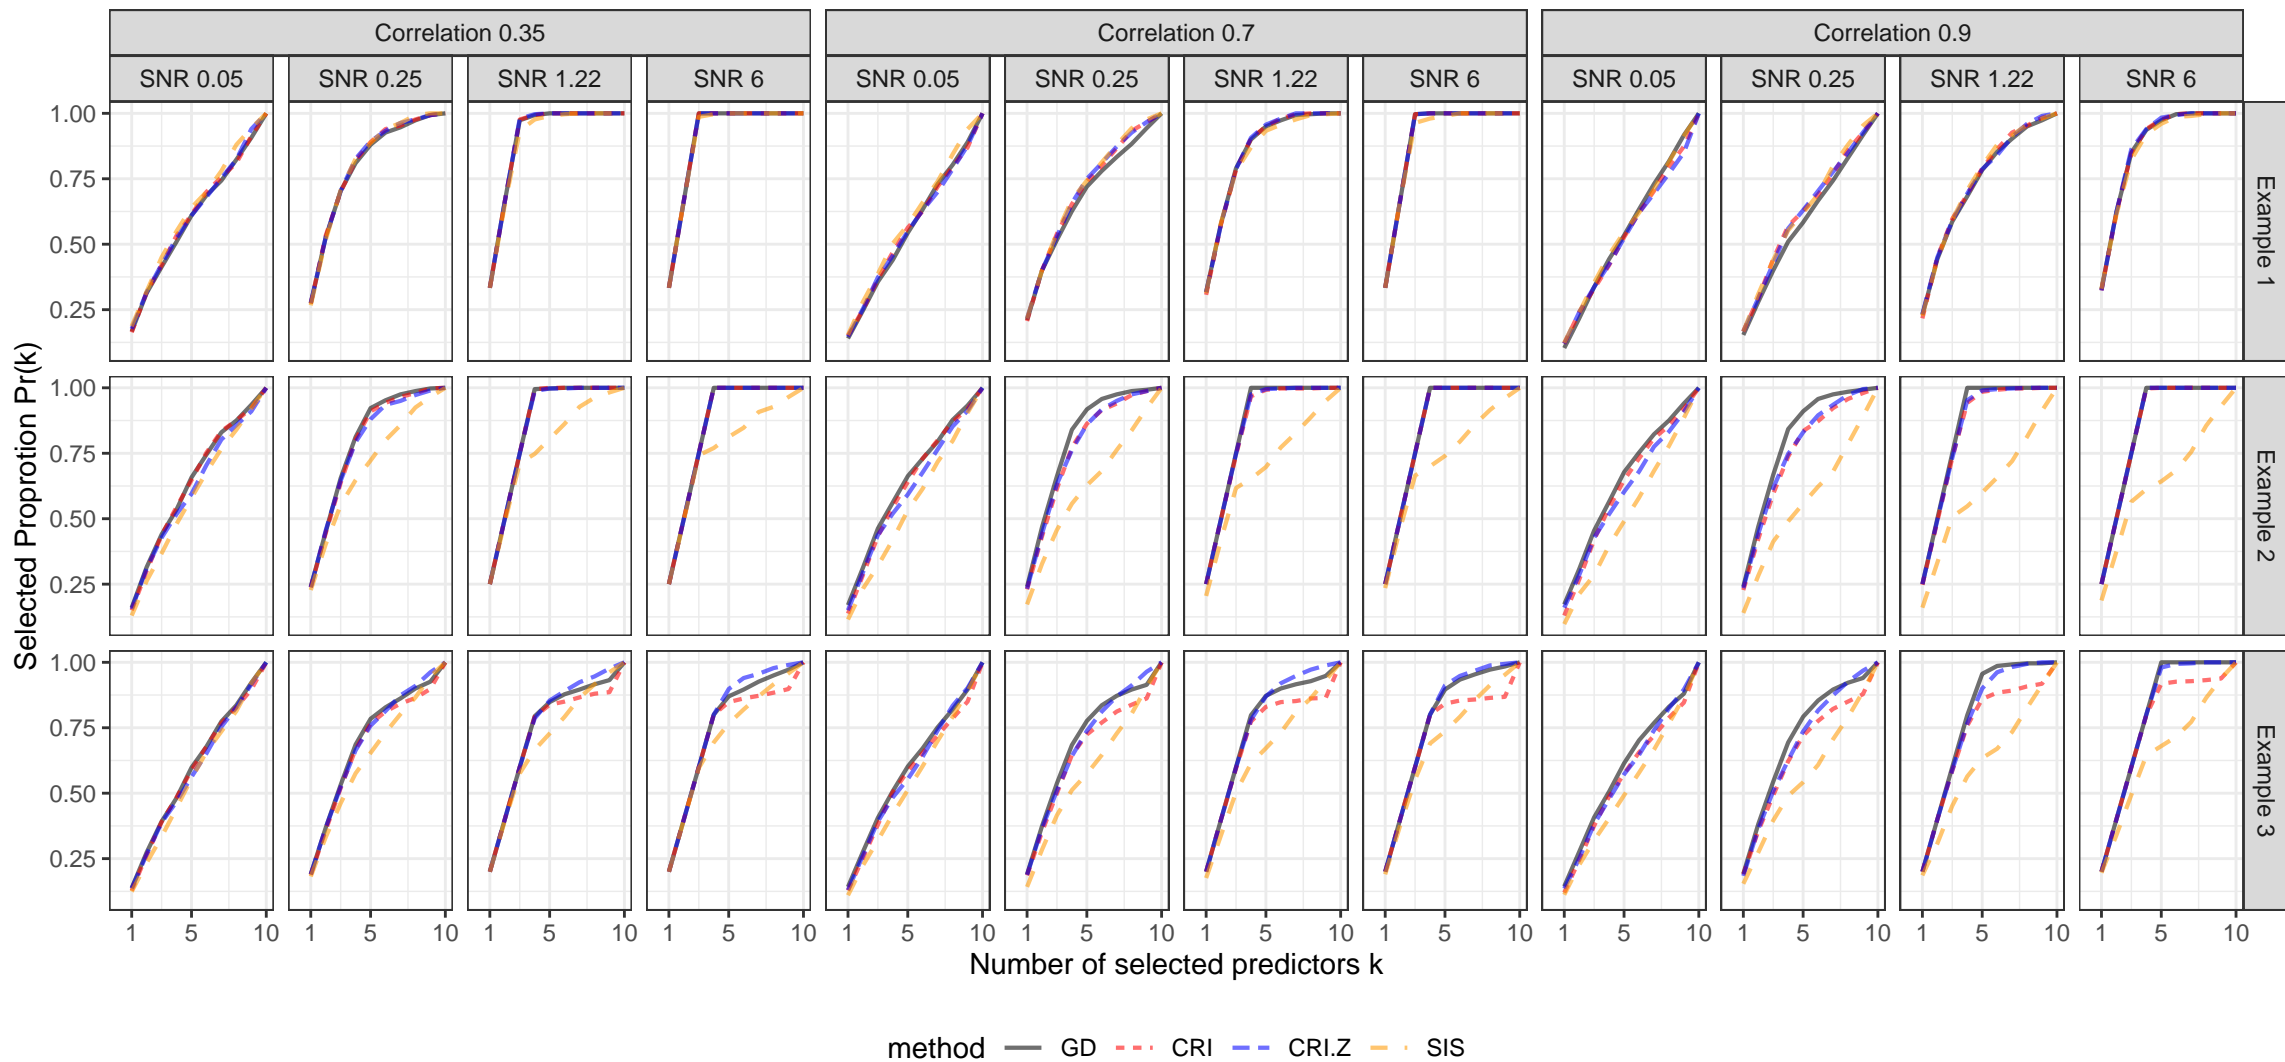 Correlation 0.35 Correlation 0.7 Correlation 0.9
SNR 0.05 SNR 0.25 SNR 1.22 SNR 6 SNR 0.05 SNR 0.25 SNR 1.22 SNR 6 SNR 0.05 SNR 0.25 SNR 1.22 SNR 6
1.00
0.75
0.50
0.25
Example 1
1.00
0.75
0.50
0.25
Example 2
1.00
0.75
0.50
0.25
Example 3
Selected Proprotion Pr(k)
1 5 10 1 5 10 1 5 10 1 5 10 1 5 10 1 5 10 1 5 10 1 5 10 1 5 10 1 5 10 1 5 10 1 5 10
Number of selected predictors k
method GD CRI CRI.Z SIS